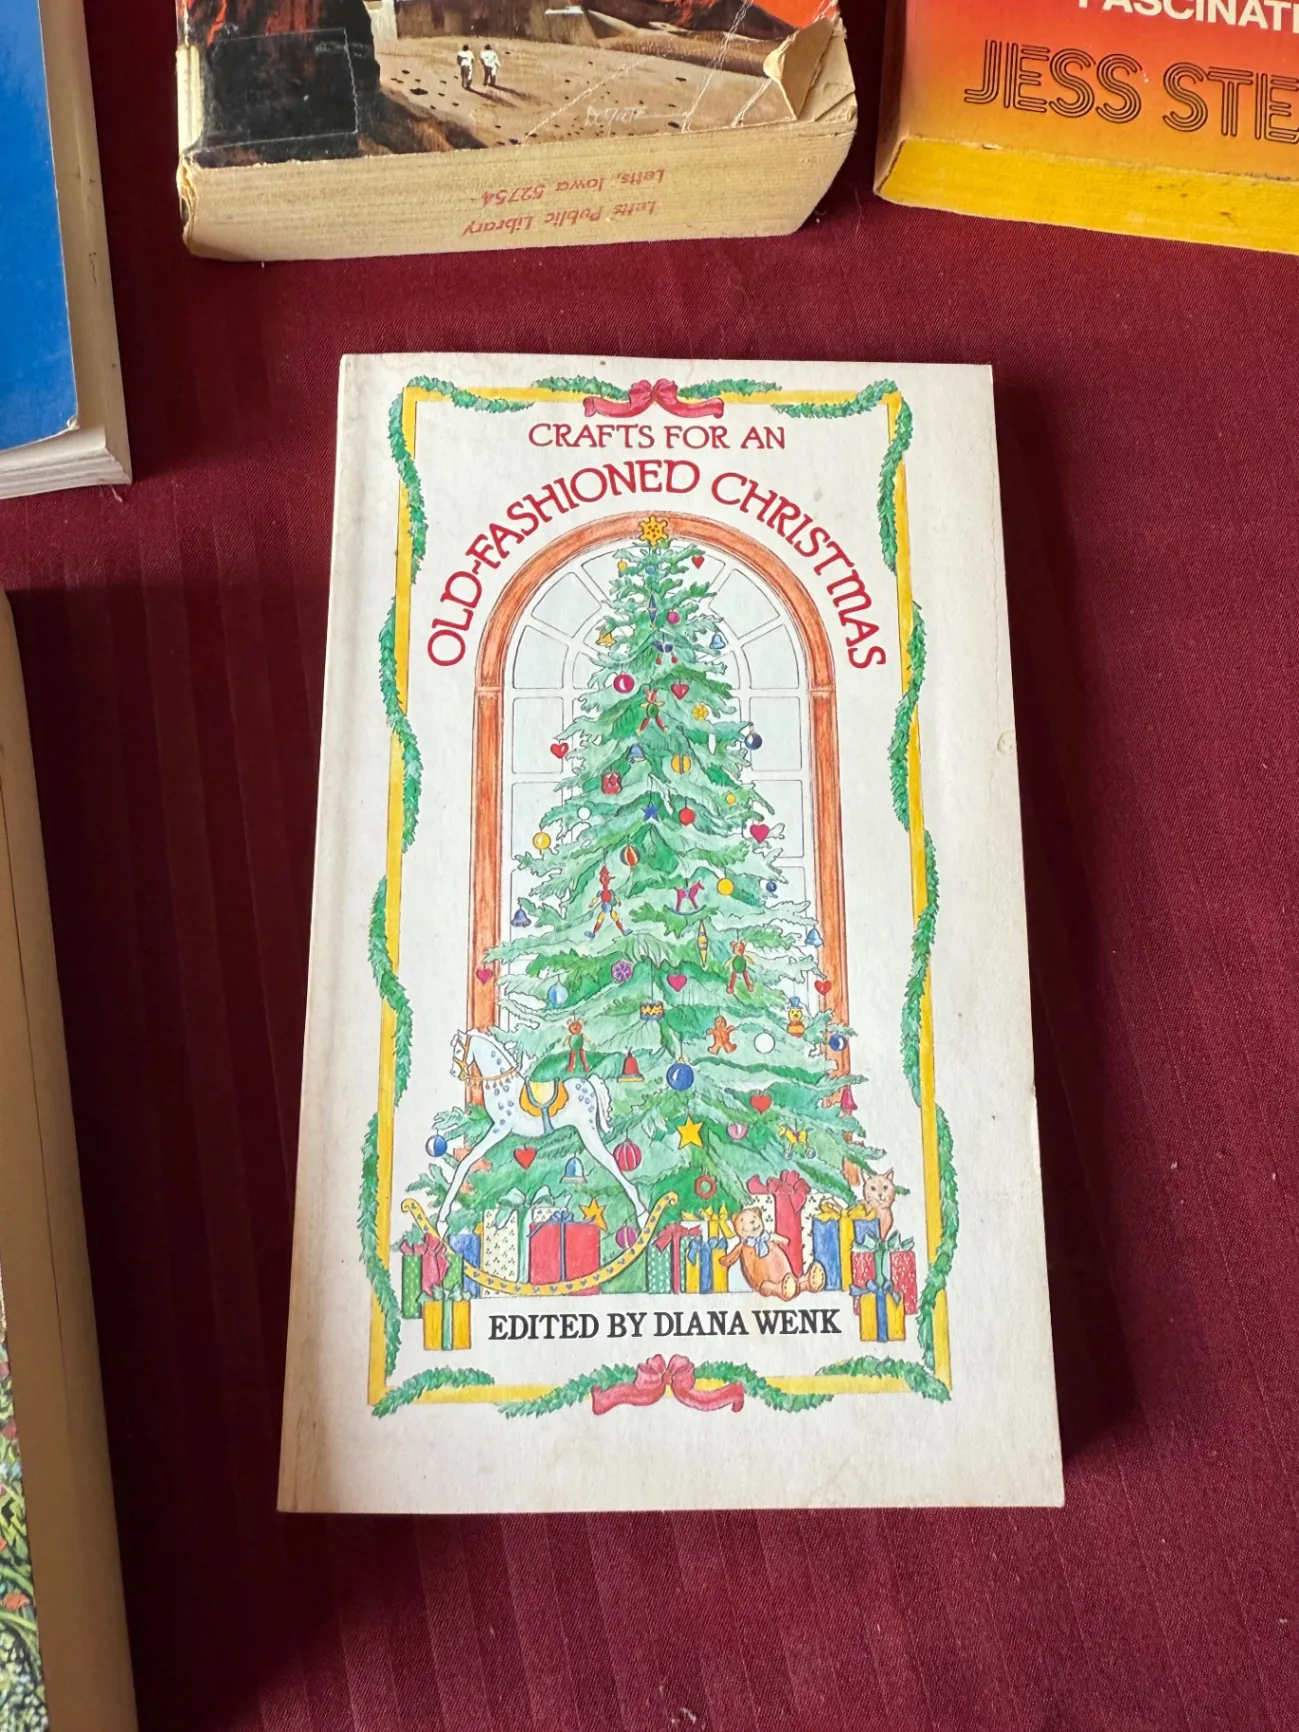 FASCINATI
JESS STE
Letts Public Library
Letts, Iowa 52754
CRAFTS FOR AN
OLD-FASHIONED CHRISTMAS
EDITED BY DIANA WENK